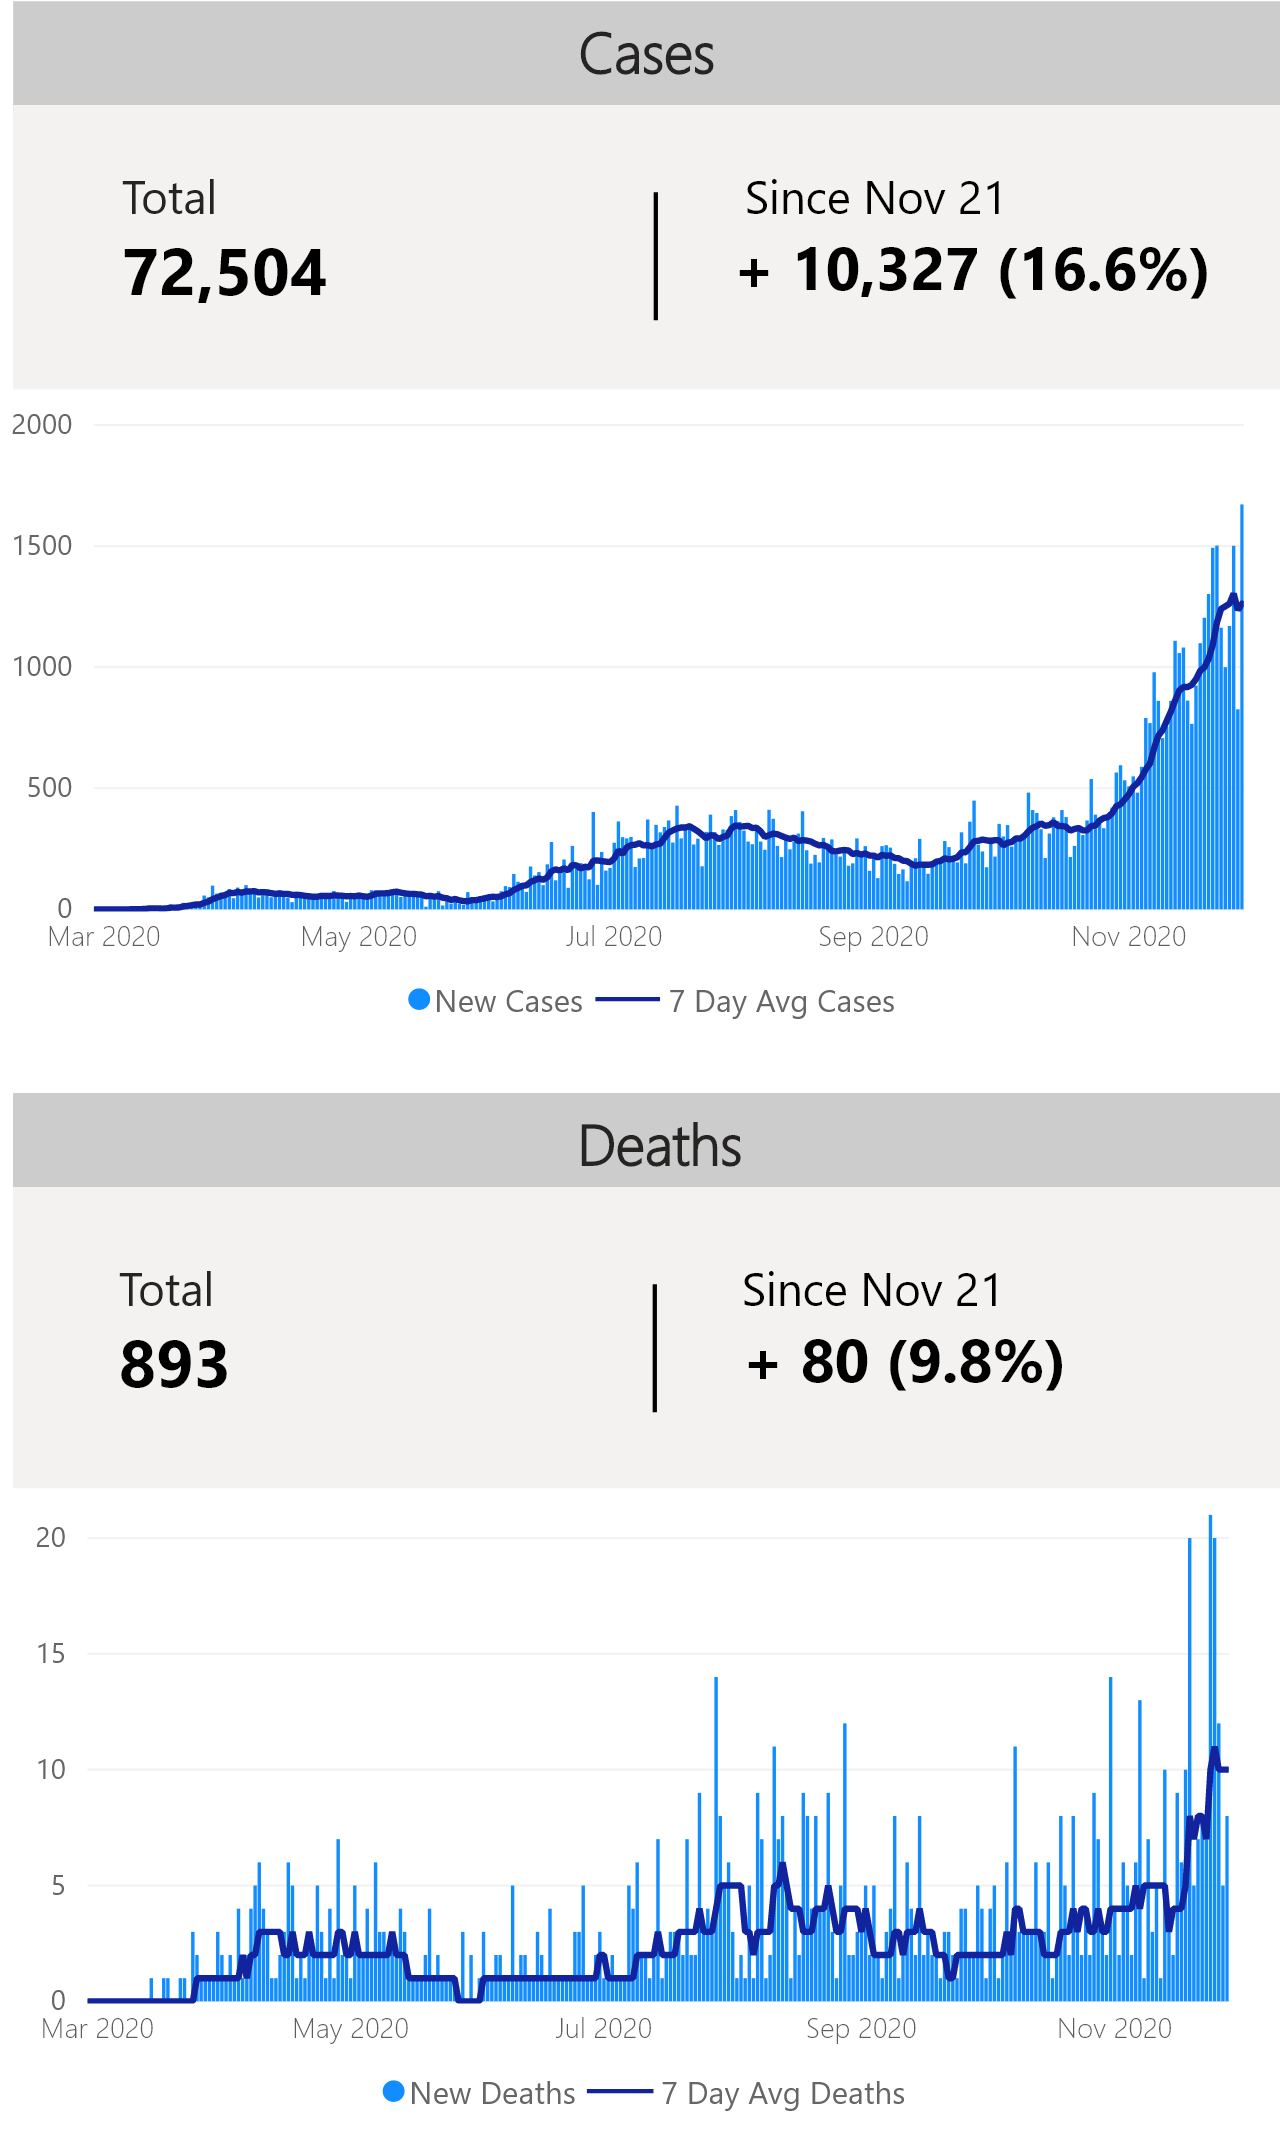 Cases
Total
Since Nov 21
72,504
+ 10,327 (16.6%)
2000
1500
1000
500
0
Mar 2020 May 2020 Jul 2020 Sep 2020 Nov 2020
New Cases 7 Day Avg Cases
Deaths
Total
Since Nov 21
893
+ 80 (9.8%)
20
15
10
5
0
Mar 2020 May 2020 Jul 2020 Sep 2020 Nov 2020
New Deaths 7 Day Avg Deaths